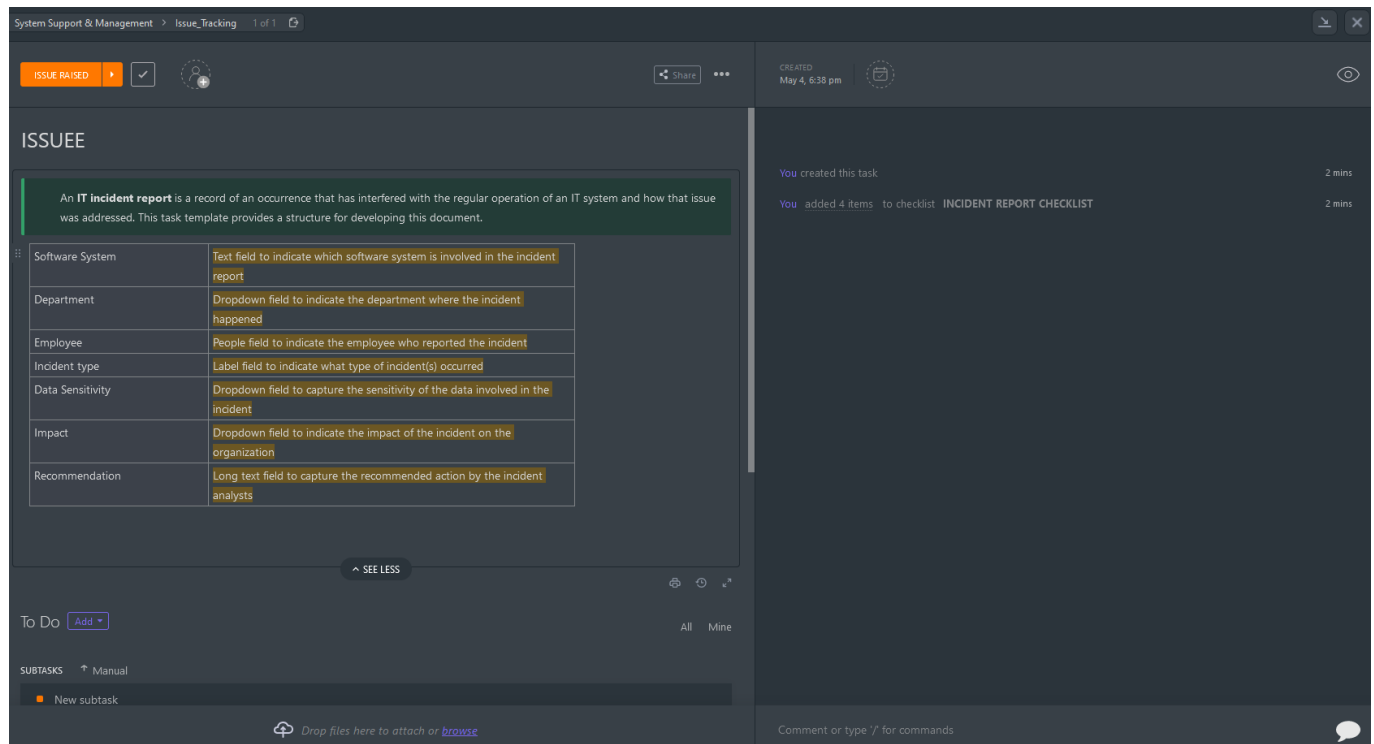 System Support & Management > Issue_Tracking 1 of 1
ISSUE RAISED
Share
CREATED
May 4, 6:38 pm
ISSUEE
An IT incident report is a record of an occurrence that has interfered with the regular operation of an IT system and how that issue
was addressed. This task template provides a structure for developing this document.
Software System
Text field to indicate which software system is involved in the incident
report
Department
Dropdown field to indicate the department where the incident
happened
Employee
People field to indicate the employee who reported the incident
Incident type
Label field to indicate what type of incident(s) occurred
Data Sensitivity
Dropdown field to capture the sensitivity of the data involved in the
incident
Impact
Dropdown field to indicate the impact of the incident on the
organization
Recommendation
Long text field to capture the recommended action by the incident
analysts
SEE LESS
To Do Add
All Mine
SUBTASKS Manual
New subtask
Drop files here to attach or browse
You created this task 2 mins
You added 4 items to checklist INCIDENT REPORT CHECKLIST 2 mins
Comment or type '/' for commands